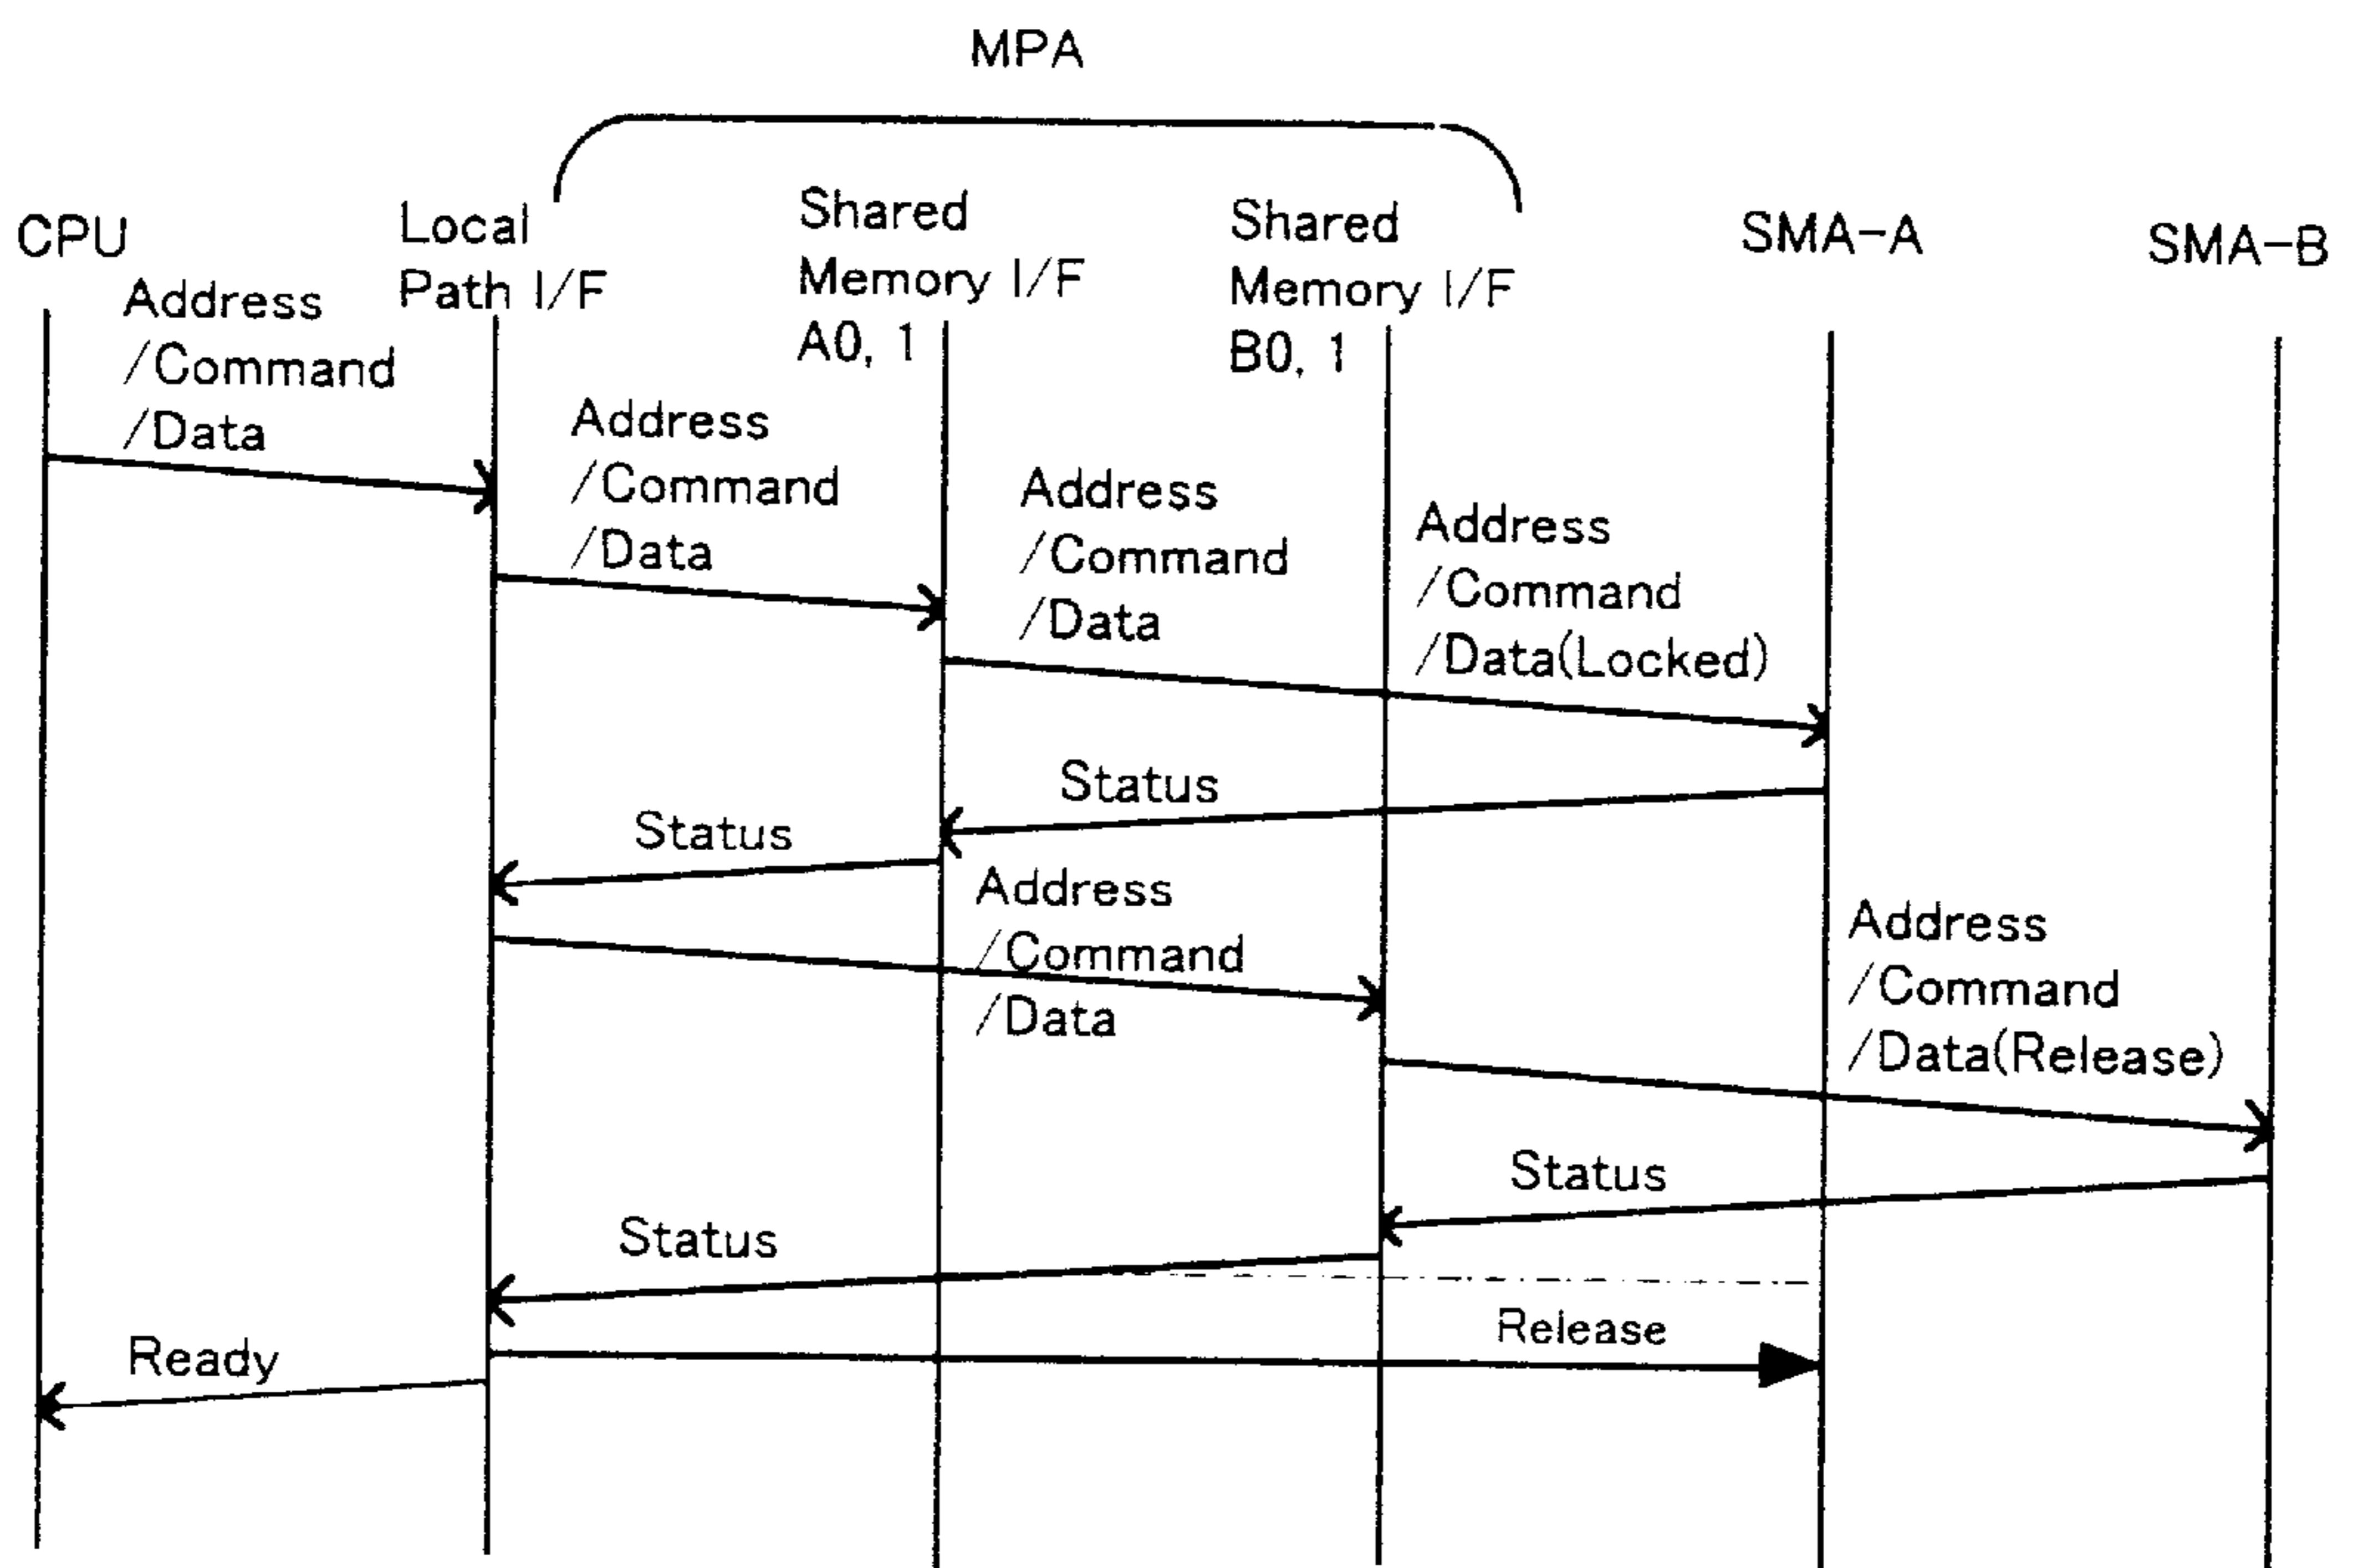 MPA
CPU
Local
Path I/F
Shared
Memory I/F
A0, 1
Shared
Memory I/F
B0, 1
SMA-A
SMA-B
Address
/Command
/Data
Address
/Command
/Data
Address
/Command
/Data
Address
/Command
/Data(Locked)
Status
Status
Address
/Command
/Data
Address
/Command
/Data(Release)
Status
Status
Release
Ready